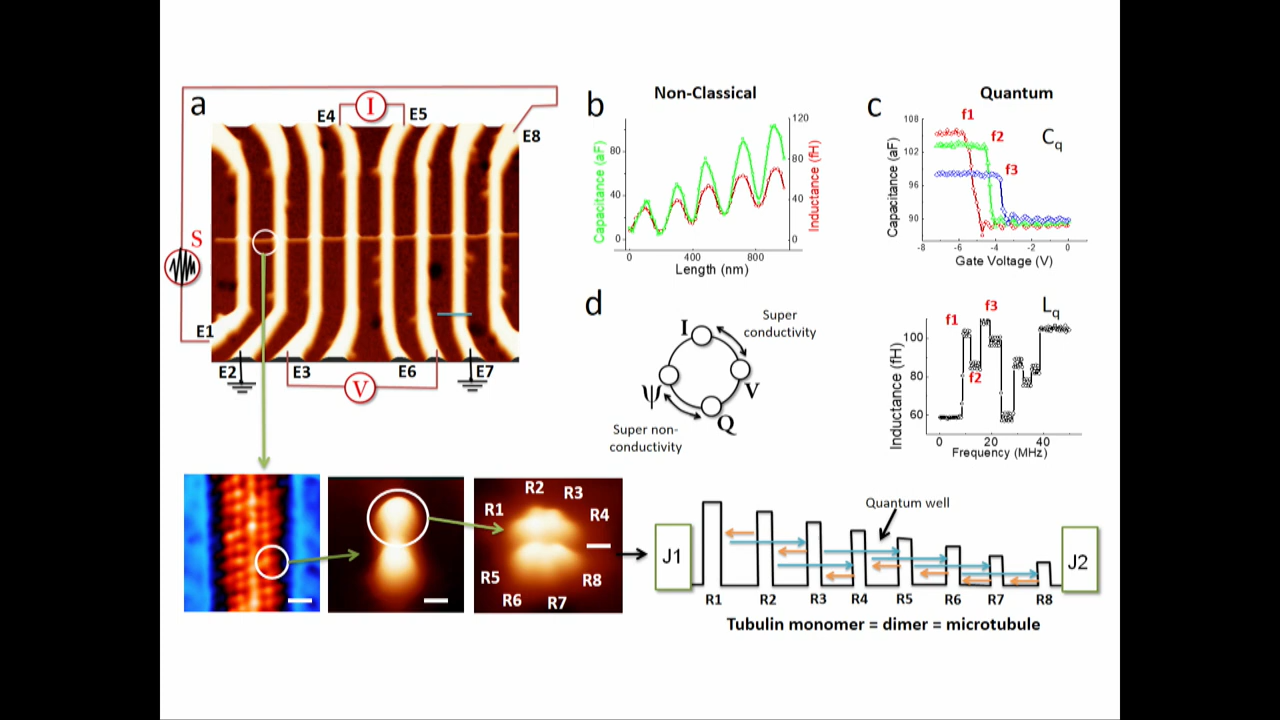 a
E4
I
E5
E8
S
E1
E2
E3
V
E6
E7
b
Non-Classical
Capacitance (aF)
80
40
0
120
80
40
0
Inductance (fH)
0
400
800
Length (nm)
c
Quantum
Capacitance (aF)
108
102
96
90
f1
f2
f3
Cq
-8
-6
-4
-2
0
Gate Voltage (V)
d
I
Super
conductivity
V
Ψ
Q
Super non-
conductivity
Inductance (fH)
100
80
60
f1
f2
f3
Lq
0
20
40
Frequency (MHz)
R1
R2
R3
R4
R5
R6
R7
R8
J1
Quantum well
J2
R1 R2 R3 R4 R5 R6 R7 R8
Tubulin monomer = dimer = microtubule